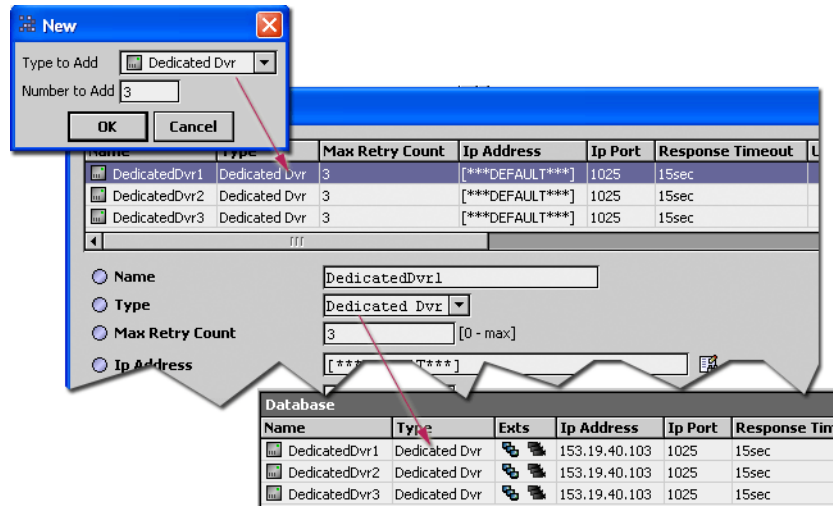 New
Type to Add Dedicated Dvr
Number to Add 3
OK Cancel
Name Type Max Retry Count Ip Address Ip Port Response Timeout
DedicatedDvr1 Dedicated Dvr 3 [***DEFAULT***] 1025 15sec
DedicatedDvr2 Dedicated Dvr 3 [***DEFAULT***] 1025 15sec
DedicatedDvr3 Dedicated Dvr 3 [***DEFAULT***] 1025 15sec
Name DedicatedDvr1
Type Dedicated Dvr
Max Retry Count 3 [0 - max]
Ip Address
Database
Name Type Exts Ip Address Ip Port Response Tim
DedicatedDvr1 Dedicated Dvr 153.19.40.103 1025 15sec
DedicatedDvr2 Dedicated Dvr 153.19.40.103 1025 15sec
DedicatedDvr3 Dedicated Dvr 153.19.40.103 1025 15sec